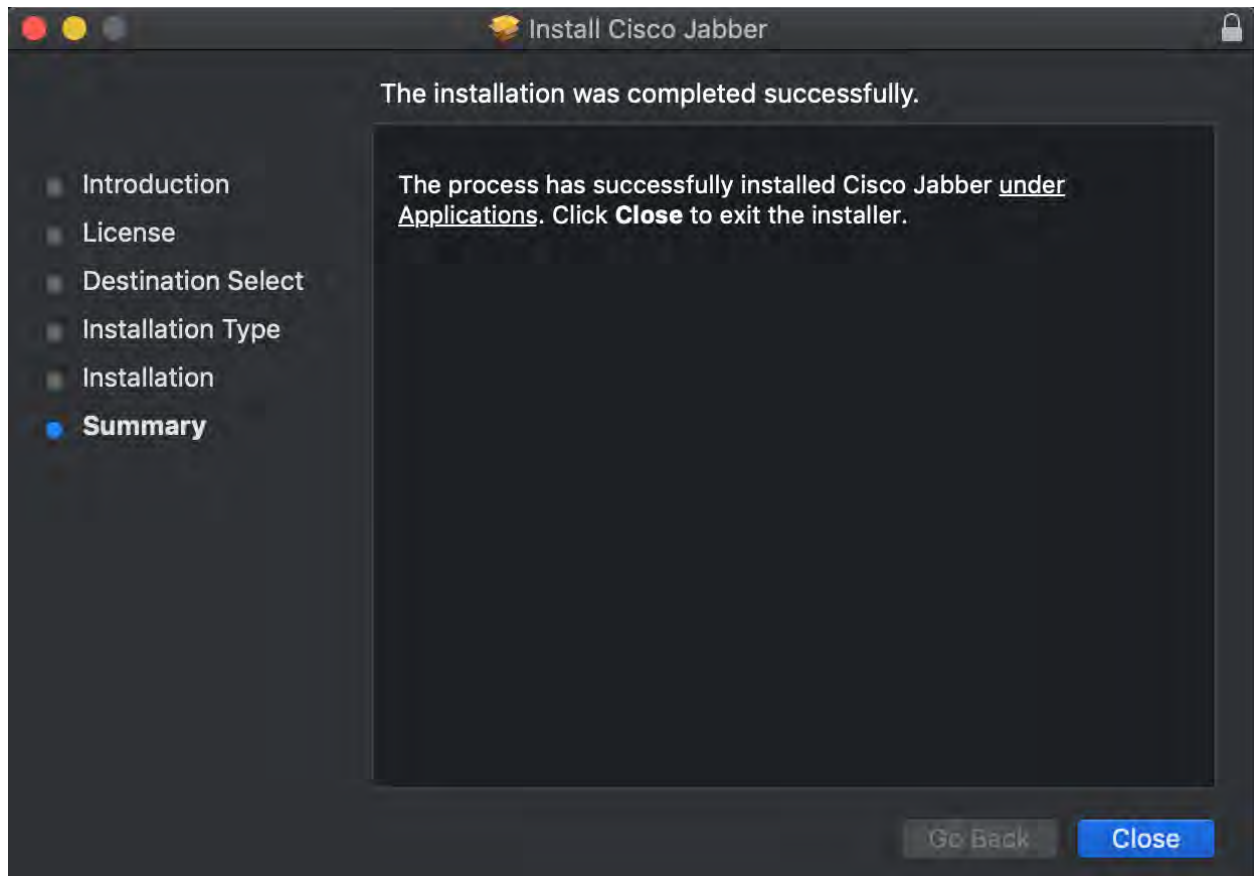 Install Cisco Jabber
The installation was completed successfully.
Introduction
License
Destination Select
Installation Type
Installation
Summary
The process has successfully installed Cisco Jabber under
Applications. Click Close to exit the installer.
Go Back
Close